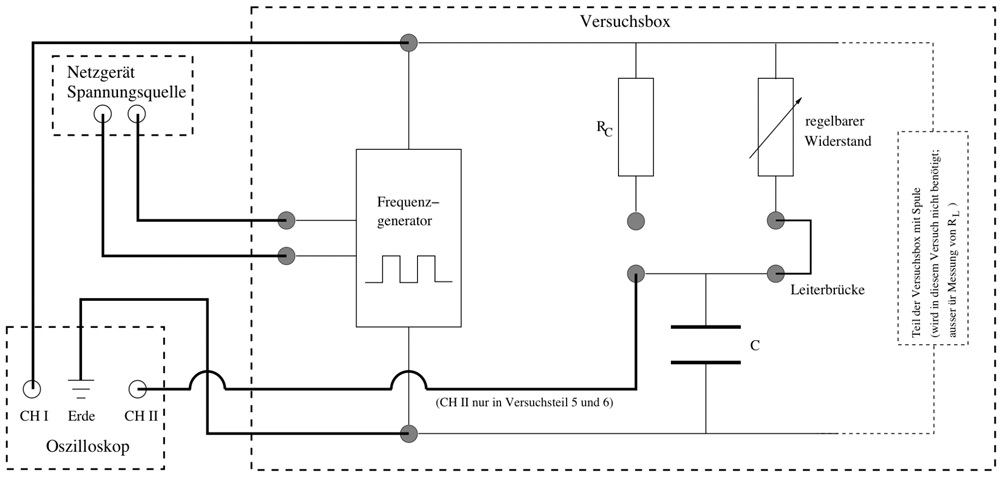 Versuchsbox
Netzgerät
Spannungsquelle
R_C
regelbarer
Widerstand
Frequenz-
generator
Teil der Versuchsbox mit Spule
(wird in diesem Versuch nicht benötigt;
ausser ür Messung von R_L )
Leiterbrücke
C
(CH II nur in Versuchsteil 5 und 6)
CH I
Erde
CH II
Oszilloskop